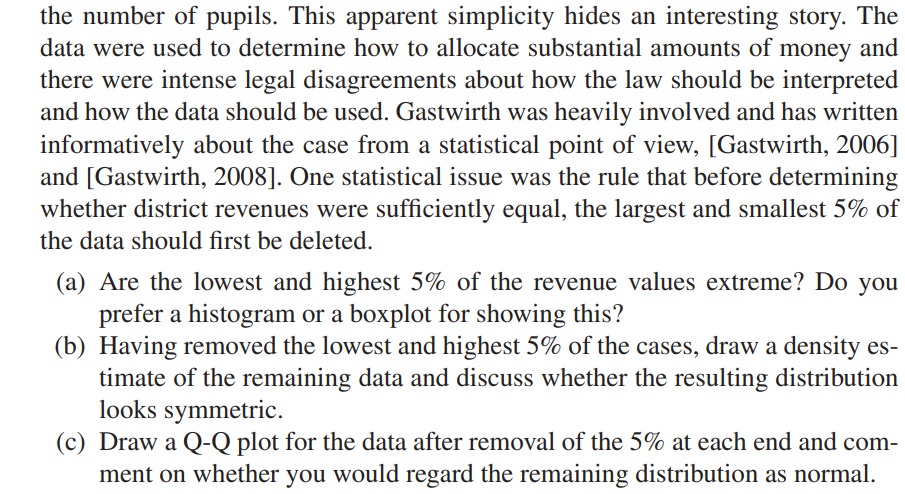 the number of pupils. This apparent simplicity hides an interesting story. The
data were used to determine how to allocate substantial amounts of money and
there were intense legal disagreements about how the law should be interpreted
and how the data should be used. Gastwirth was heavily involved and has written
informatively about the case from a statistical point of view, [Gastwirth, 2006]
and [Gastwirth, 2008]. One statistical issue was the rule that before determining
whether district revenues were sufficiently equal, the largest and smallest 5% of
the data should first be deleted.
(a) Are the lowest and highest 5% of the revenue values extreme? Do you
prefer a histogram or a boxplot for showing this?
(b) Having removed the lowest and highest 5% of the cases, draw a density es-
timate of the remaining data and discuss whether the resulting distribution
looks symmetric.
(c) Draw a Q-Q plot for the data after removal of the 5% at each end and com-
ment on whether you would regard the remaining distribution as normal.